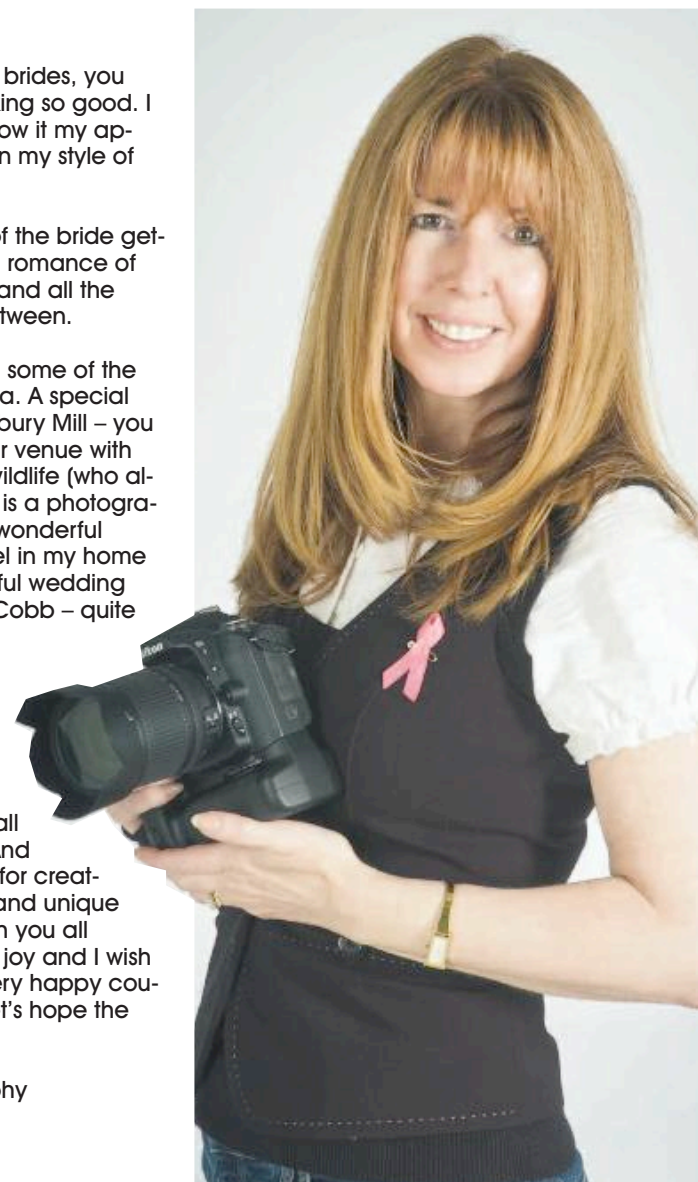 brides, you
ing so good. I
ow it my ap-
n my style of
f the bride get-
romance of
and all the
tween.
some of the
a. A special
oury Mill – you
r venue with
ildlife (who al-
is a photogra-
wonderful
el in my home
ful wedding
Cobb – quite
all
And
for creat-
and unique
n you all
joy and I wish
ery happy cou-
t's hope the
hy